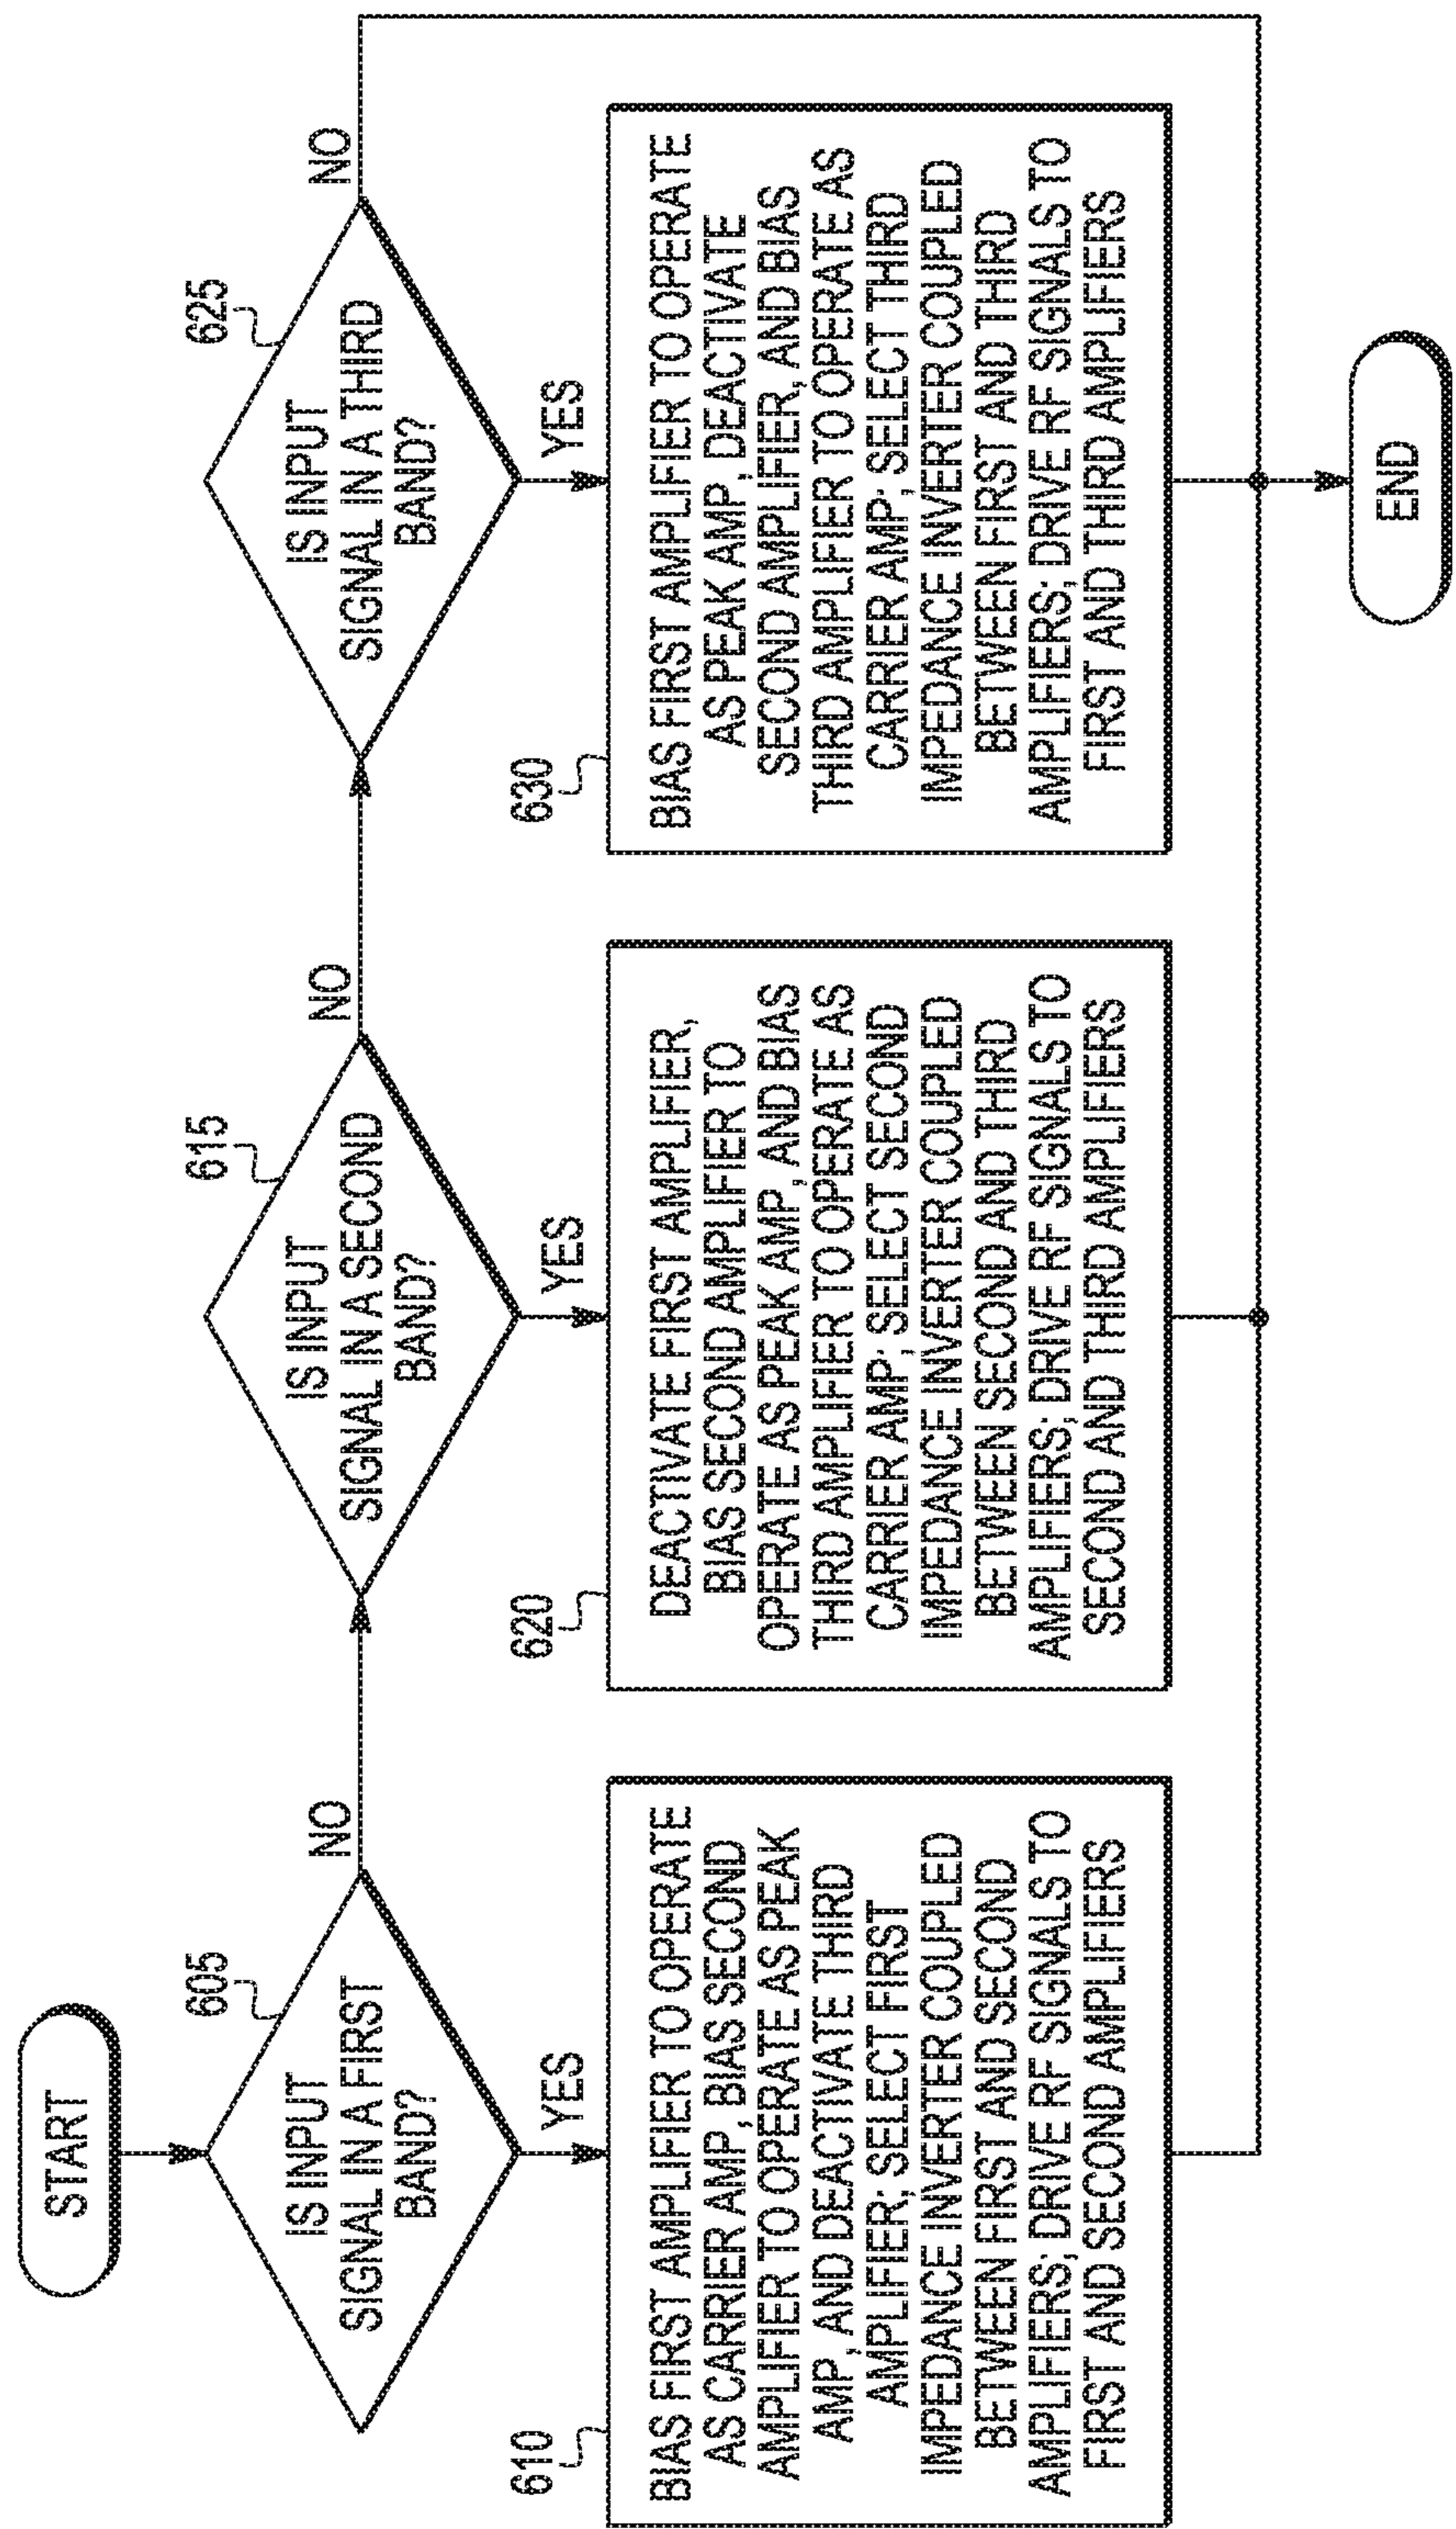 START
605
IS INPUT
SIGNAL IN A FIRST
BAND?
NO
YES
610
BIAS FIRST AMPLIFIER TO OPERATE
AS CARRIER AMP, BIAS SECOND
AMPLIFIER TO OPERATE AS PEAK
AMP, AND DEACTIVATE THIRD
AMPLIFIER; SELECT FIRST
IMPEDANCE INVERTER COUPLED
BETWEEN FIRST AND SECOND
AMPLIFIERS; DRIVE RF SIGNALS TO
FIRST AND SECOND AMPLIFIERS
615
IS INPUT
SIGNAL IN A SECOND
BAND?
NO
YES
620
DEACTIVATE FIRST AMPLIFIER,
BIAS SECOND AMPLIFIER TO
OPERATE AS PEAK AMP, AND BIAS
THIRD AMPLIFIER TO OPERATE AS
CARRIER AMP; SELECT SECOND
IMPEDANCE INVERTER COUPLED
BETWEEN SECOND AND THIRD
AMPLIFIERS; DRIVE RF SIGNALS TO
SECOND AND THIRD AMPLIFIERS
625
IS INPUT
SIGNAL IN A THIRD
BAND?
NO
YES
630
BIAS FIRST AMPLIFIER TO OPERATE
AS PEAK AMP, DEACTIVATE
SECOND AMPLIFIER, AND BIAS
THIRD AMPLIFIER TO OPERATE AS
CARRIER AMP; SELECT THIRD
IMPEDANCE INVERTER COUPLED
BETWEEN FIRST AND THIRD
AMPLIFIERS; DRIVE RF SIGNALS TO
FIRST AND THIRD AMPLIFIERS
END